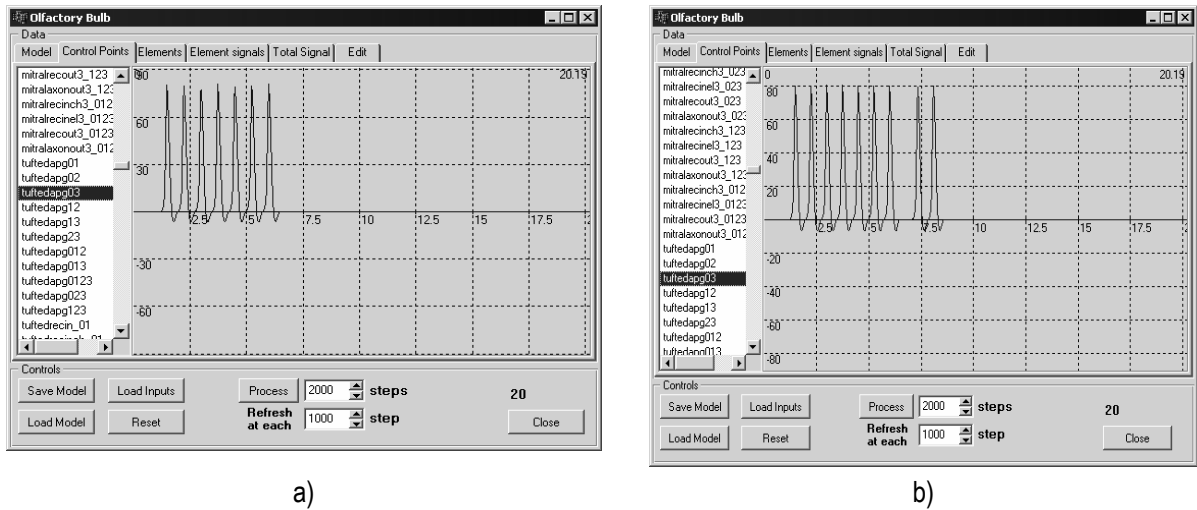 Olfactory Bulb
Data
Model Control Points Elements Element signals Total Signal Edit
mitralrecout3_123
mitralaxonout3_123
mitralrecinch3_012
mitralrecinel3_0123
mitralrecout3_0123
mitralaxonout3_012
tuftedapg01
tuftedapg02
tuftedapg03
tuftedapg12
tuftedapg13
tuftedapg23
tuftedapg012
tuftedapg013
tuftedapg0123
tuftedapg023
tuftedapg123
tuftedrecin_01
90
60
30
-30
-60
2.5 5 7.5 10 12.5 15 17.5
20.19
Controls
Save Model Load Inputs Process 2000 steps 20
Load Model Reset Refresh at each 1000 step Close
a)
Olfactory Bulb
Data
Model Control Points Elements Element signals Total Signal Edit
mitralrecinch3_023
mitralrecinel3_023
mitralrecout3_023
mitralaxonout3_023
mitralrecinch3_123
mitralrecinel3_123
mitralrecout3_123
mitralaxonout3_123
mitralrecinch3_012
mitralrecinel3_0123
mitralrecout3_0123
mitralaxonout3_012
tuftedapg01
tuftedapg02
tuftedapg03
tuftedapg12
tuftedapg13
tuftedapg23
tuftedapg012
tuftedapg013
0
80
60
40
20
-20
-40
-60
-80
2.5 5 7.5 10 12.5 15 17.5
20.19
Controls
Save Model Load Inputs Process 2000 steps 20
Load Model Reset Refresh at each 1000 step Close
b)